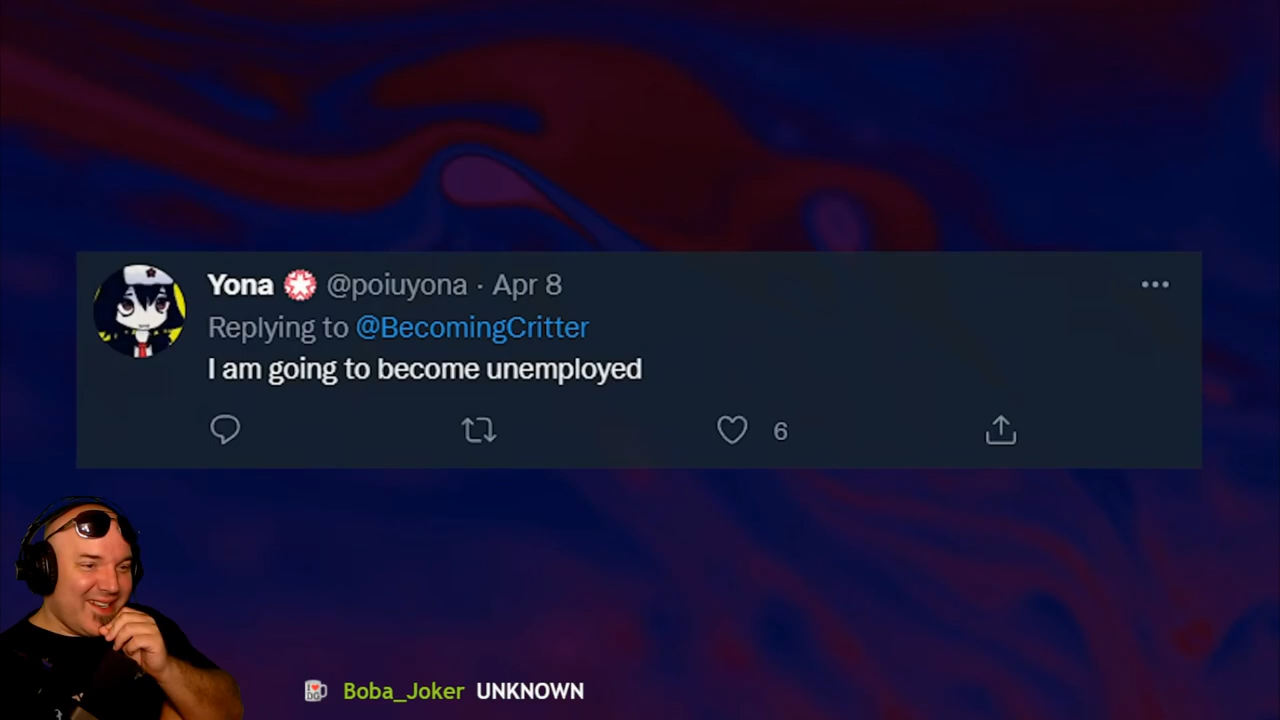 Yona @poiuyona · Apr 8
Replying to @BecomingCritter
I am going to become unemployed
6
Boba_Joker UNKNOWN